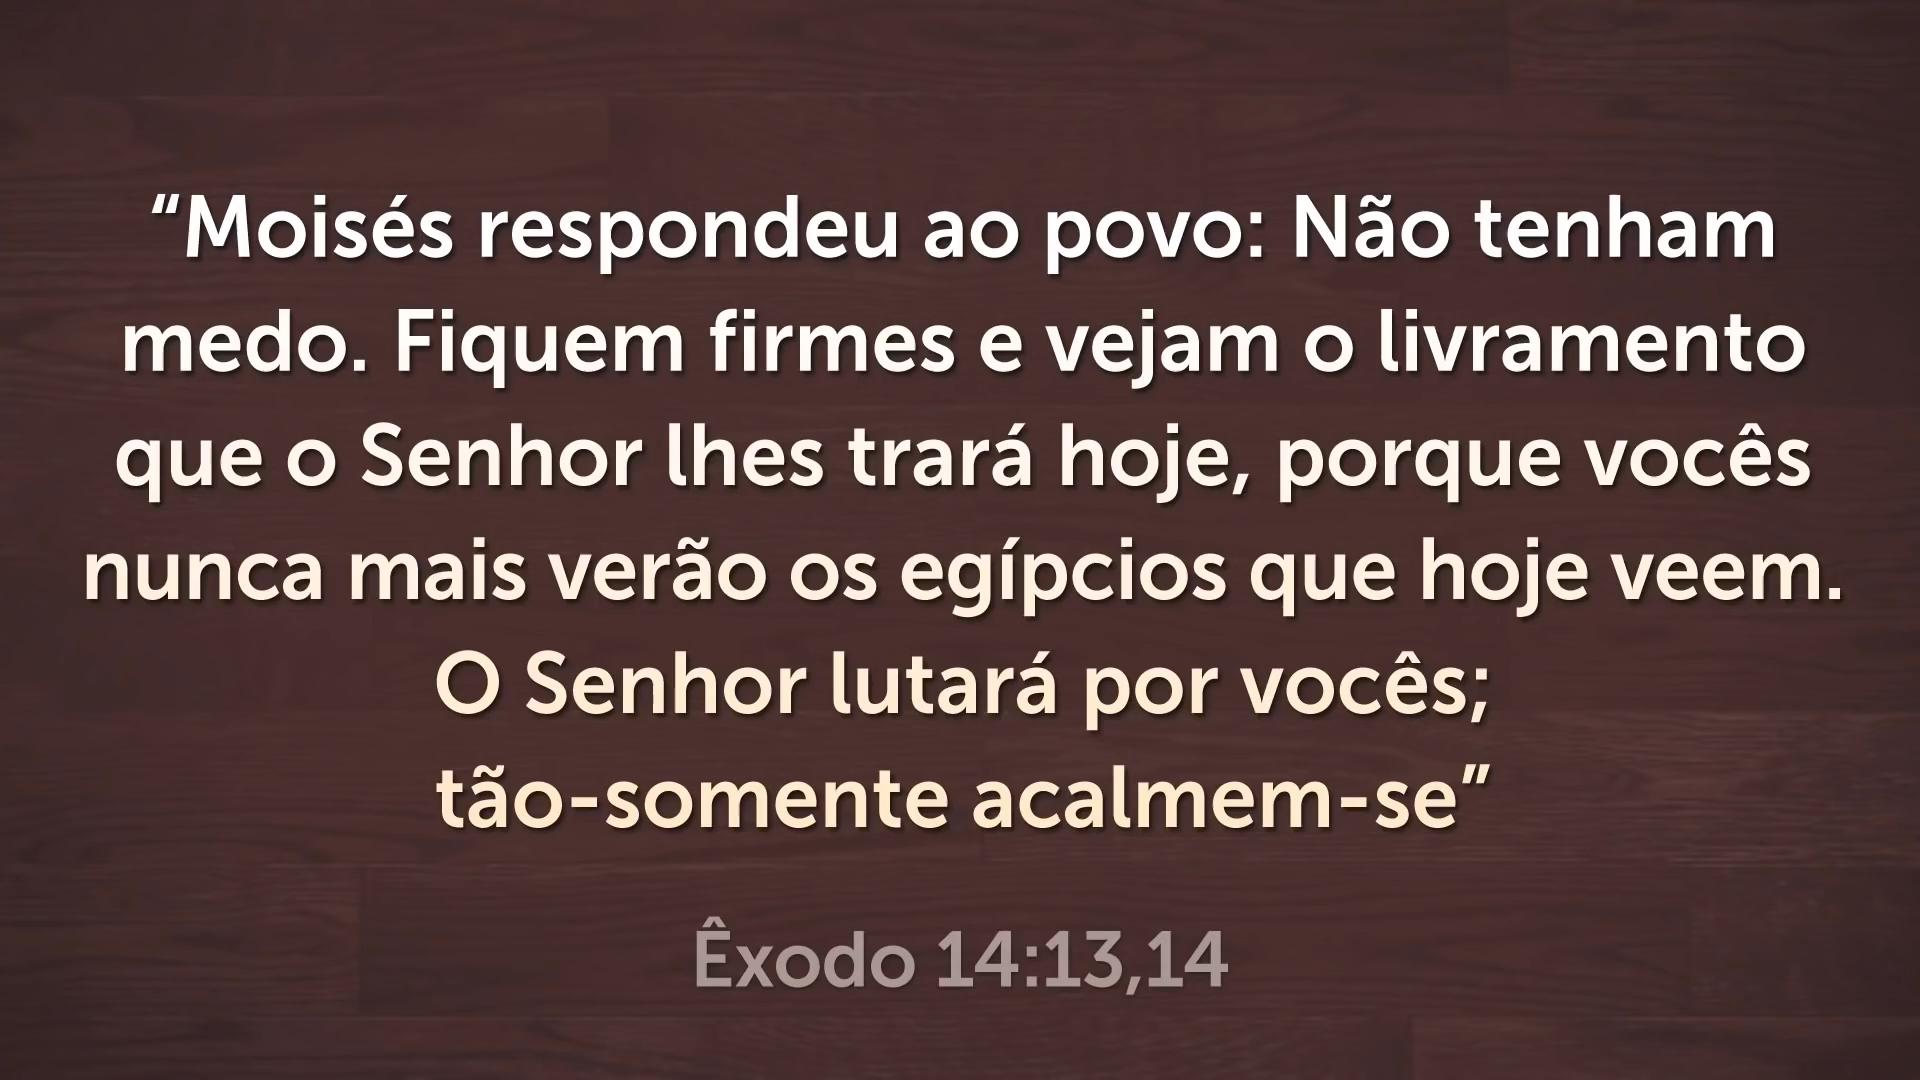 “Moisés respondeu ao povo: Não tenham
medo. Fiquem firmes e vejam o livramento
que o Senhor lhes trará hoje, porque vocês
nunca mais verão os egípcios que hoje veem.
O Senhor lutará por vocês;
tão-somente acalmem-se”
Êxodo 14:13,14